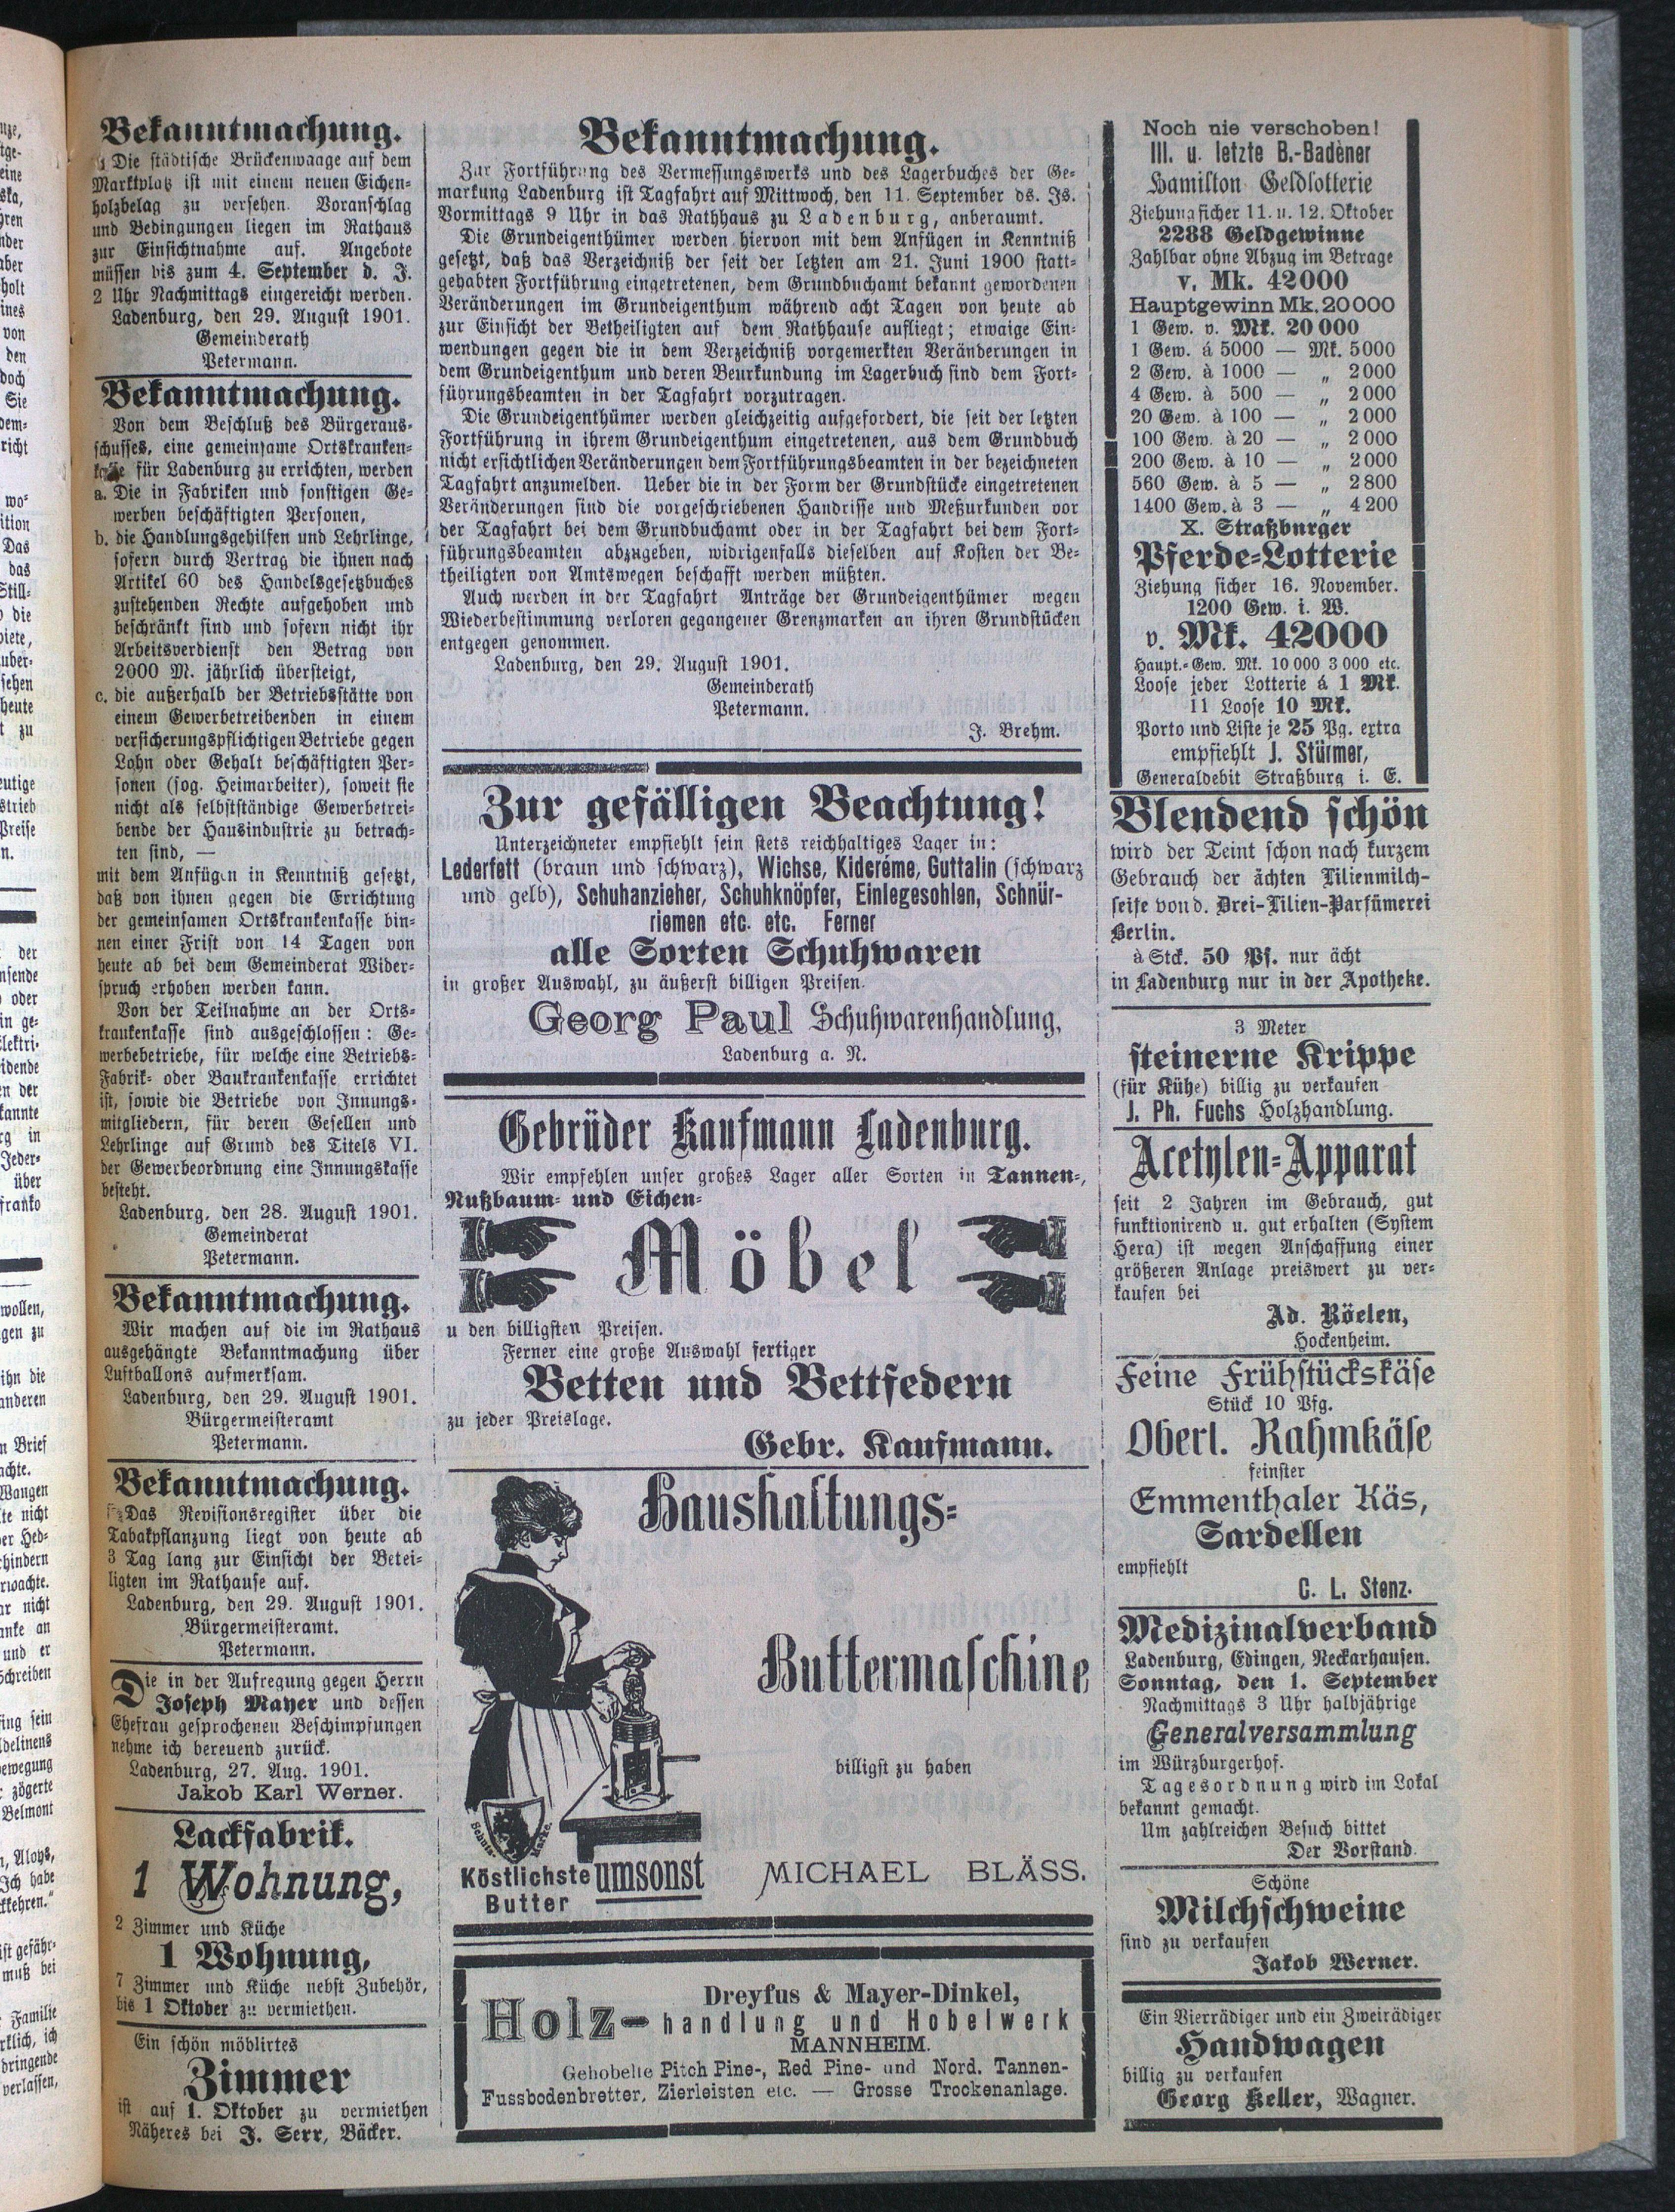 Bekanntmachung.
Die städtische Brückenwaage auf dem
Marktplatz ist mit einem neuen Eichen-
holzbelag zu versehen. Voranschlag
und Bedingungen liegen im Rathaus
zur Einsichtnahme auf. Angebote
müssen bis zum 4. September d. J.
2 Uhr Nachmittags eingereicht werden.
Ladenburg, den 29. August 1901.
Gemeinderath
Petermann.
Bekanntmachung.
Von dem Beschluß des Bürgeraus-
schusses, eine gemeinsame Ortskranken-
kasse für Ladenburg zu errichten, werden
a. Die in Fabriken und sonstigen Ge-
werben beschäftigten Personen,
b. die Handlungsgehilfen und Lehrlinge,
sofern durch Vertrag die ihnen nach
Artikel 60 des Handelsgesetzbuches
zustehenden Rechte aufgehoben und
beschränkt sind und sofern nicht ihr
Arbeitsverdienst den Betrag von
2000 M. jährlich übersteigt,
c. die außerhalb der Betriebsstätte von
einem Gewerbetreibenden in einem
versicherungspflichtigen Betriebe gegen
Lohn oder Gehalt beschäftigten Per-
sonen (sog. Heimarbeiter), soweit sie
nicht als selbstständige Gewerbetrei-
bende der Hausindustrie zu betrach-
ten sind, —
mit dem Anfügen in Kenntniß gesetzt,
daß von ihnen gegen die Errichtung
der gemeinsamen Ortskrankenkasse bin-
nen einer Frist von 14 Tagen von
heute ab bei dem Gemeinderat Wider-
spruch erhoben werden kann.
Von der Teilnahme an der Orts-
krankenkasse sind ausgeschlossen: Ge-
werbebetriebe, für welche eine Betriebs-
Fabrik- oder Baukrankenkasse errichtet
ist, sowie die Betriebe von Innungs-
mitgliedern, für deren Gesellen und
Lehrlinge auf Grund des Titels VI.
der Gewerbeordnung eine Innungskasse
besteht.
Ladenburg, den 28. August 1901.
Gemeinderat
Petermann.
Bekanntmachung.
Wir machen auf die im Rathaus
ausgehängte Bekanntmachung über
Luftballons aufmerksam.
Ladenburg, den 29. August 1901.
Bürgermeisteramt
Petermann.
Bekanntmachung.
Das Revisionsregister über die
Tabakpflanzung liegt von heute ab
3 Tag lang zur Einsicht der Betei-
ligten im Rathause auf.
Ladenburg, den 29. August 1901.
Bürgermeisteramt.
Petermann.
Die in der Aufregung gegen Herrn
Joseph Mayer und dessen
Ehefrau gesprochenen Beschimpfungen
nehme ich bereuend zurück.
Ladenburg, 27. Aug. 1901.
Jakob Karl Werner.
Lackfabrik.
1 Wohnung,
2 Zimmer und Küche
1 Wohnung,
7 Zimmer und Küche nebst Zubehör,
bis 1 Oktober zu vermiethen.
Ein schön möblirtes
Zimmer
ist auf 1. Oktober zu vermiethen
Näheres bei J. Serr, Bäcker.
Bekanntmachung.
Zur Fortführung des Vermessungswerks und des Lagerbuches der Ge-
markung Ladenburg ist Tagfahrt auf Mittwoch, den 11. September ds. Js.
Vormittags 9 Uhr in das Rathhaus zu Ladenburg, anberaumt.
Die Grundeigenthümer werden hiervon mit dem Anfügen in Kenntniß
gesetzt, daß das Verzeichniß der seit der letzten am 21. Juni 1900 statt-
gehabten Fortführung eingetretenen, dem Grundbuchamt bekannt gewordenen
Veränderungen im Grundeigenthum während acht Tagen von heute ab
zur Einsicht der Betheiligten auf dem Rathhause aufliegt; etwaige Ein-
wendungen gegen die in dem Verzeichniß vorgemerkten Veränderungen in
dem Grundeigenthum und deren Beurkundung im Lagerbuch sind dem Fort-
führungsbeamten in der Tagfahrt vorzutragen.
Die Grundeigenthümer werden gleichzeitig aufgefordert, die seit der letzten
Fortführung in ihrem Grundeigenthum eingetretenen, aus dem Grundbuch
nicht ersichtlichen Veränderungen dem Fortführungsbeamten in der bezeichneten
Tagfahrt anzumelden. Ueber die in der Form der Grundstücke eingetretenen
Veränderungen sind die vorgeschriebenen Handrisse und Meßurkunden vor
der Tagfahrt bei dem Grundbuchamt oder in der Tagfahrt bei dem Fort-
führungsbeamten abzugeben, widrigenfalls dieselben auf Kosten der Be-
theiligten von Amtswegen beschafft werden müßten.
Auch werden in der Tagfahrt Anträge der Grundeigenthümer wegen
Wiederbestimmung verloren gegangener Grenzmarken an ihren Grundstücken
entgegen genommen.
Ladenburg, den 29. August 1901.
Gemeinderath
Petermann.
J. Brehm.
Zur gefälligen Beachtung!
Unterzeichneter empfiehlt sein stets reichhaltiges Lager in:
Lederfett (braun und schwarz), Wichse, Kidcréme, Guttalin (schwarz
und gelb), Schuhanzieher, Schuhknöpfer, Einlegesohlen, Schnür-
riemen etc. etc. Ferner
alle Sorten Schuhwaren
in großer Auswahl, zu äußerst billigen Preisen.
Georg Paul Schuhwarenhandlung,
Ladenburg a. N.
Gebrüder Kaufmann Ladenburg.
Wir empfehlen unser großes Lager aller Sorten in Tannen-,
Nußbaum- und Eichen-
Möbel
u den billigsten Preisen.
Ferner eine große Auswahl fertiger
Betten und Bettfedern
zu jeder Preislage.
Gebr. Kaufmann.
Haushaltungs-
Buttermaschine
billigst zu haben
Schutz-Marke.
Köstlichste umsonst
Butter
MICHAEL BLÄSS.
Dreyfus & Mayer-Dinkel,
Holz-handlung und Hobelwerk
MANNHEIM.
Gehobelte Pitch Pine-, Red Pine- und Nord. Tannen-
Fussbodenbretter, Zierleisten etc. — Grosse Trockenanlage.
Noch nie verschoben!
III. u. letzte B.-Badener
Hamilton Geldlotterie
Ziehung sicher 11. u. 12. Oktober
2288 Geldgewinne
Zahlbar ohne Abzug im Betrage
v. Mk. 42000
Hauptgewinn Mk. 20000
1 Gew. v. Mk. 20 000
1 Gew. á 5000 — Mk. 5000
2 Gew. à 1000 — „ 2000
4 Gew. à 500 — „ 2000
20 Gew. à 100 — „ 2000
100 Gew. à 20 — „ 2000
200 Gew. à 10 — „ 2000
560 Gew. à 5 — „ 2800
1400 Gew. à 3 — „ 4200
X. Straßburger
Pferde-Lotterie
Ziehung sicher 16. November.
1200 Gew. i. W.
v. Mk. 42000
Haupt.-Gew. Mk. 10000 3000 etc.
Loose jeder Lotterie á 1 Mk.
11 Loose 10 Mk.
Porto und Liste je 25 Pg. extra
empfiehlt J. Stürmer,
Generaldebit Straßburg i. E.
Blendend schön
wird der Teint schon nach kurzem
Gebrauch der ächten Lilienmilch-
seife von d. Drei-Lilien-Parfümerei
Berlin.
à Stck. 50 Pf. nur ächt
in Ladenburg nur in der Apotheke.
3 Meter
steinerne Krippe
(für Kühe) billig zu verkaufen
J. Ph. Fuchs Holzhandlung.
Acetylen-Apparat
seit 2 Jahren im Gebrauch, gut
funktionirend u. gut erhalten (System
Hera) ist wegen Anschaffung einer
größeren Anlage preiswert zu ver-
kaufen bei
Ad. Röelen,
Hockenheim.
Feine Frühstückskäse
Stück 10 Pfg.
Oberl. Rahmkäse
feinster
Emmenthaler Käs,
Sardellen
empfiehlt
C. L. Stenz.
Medizinalverband
Ladenburg, Edingen, Neckarhausen.
Sonntag, den 1. September
Nachmittags 3 Uhr halbjährige
Generalversammlung
im Würzburgerhof.
Tagesordnung wird im Lokal
bekannt gemacht.
Um zahlreichen Besuch bittet
Der Vorstand.
Schöne
Milchschweine
sind zu verkaufen
Jakob Werner.
Ein Vierrädiger und ein Zweirädiger
Handwagen
billig zu verkaufen
Georg Keller, Wagner.